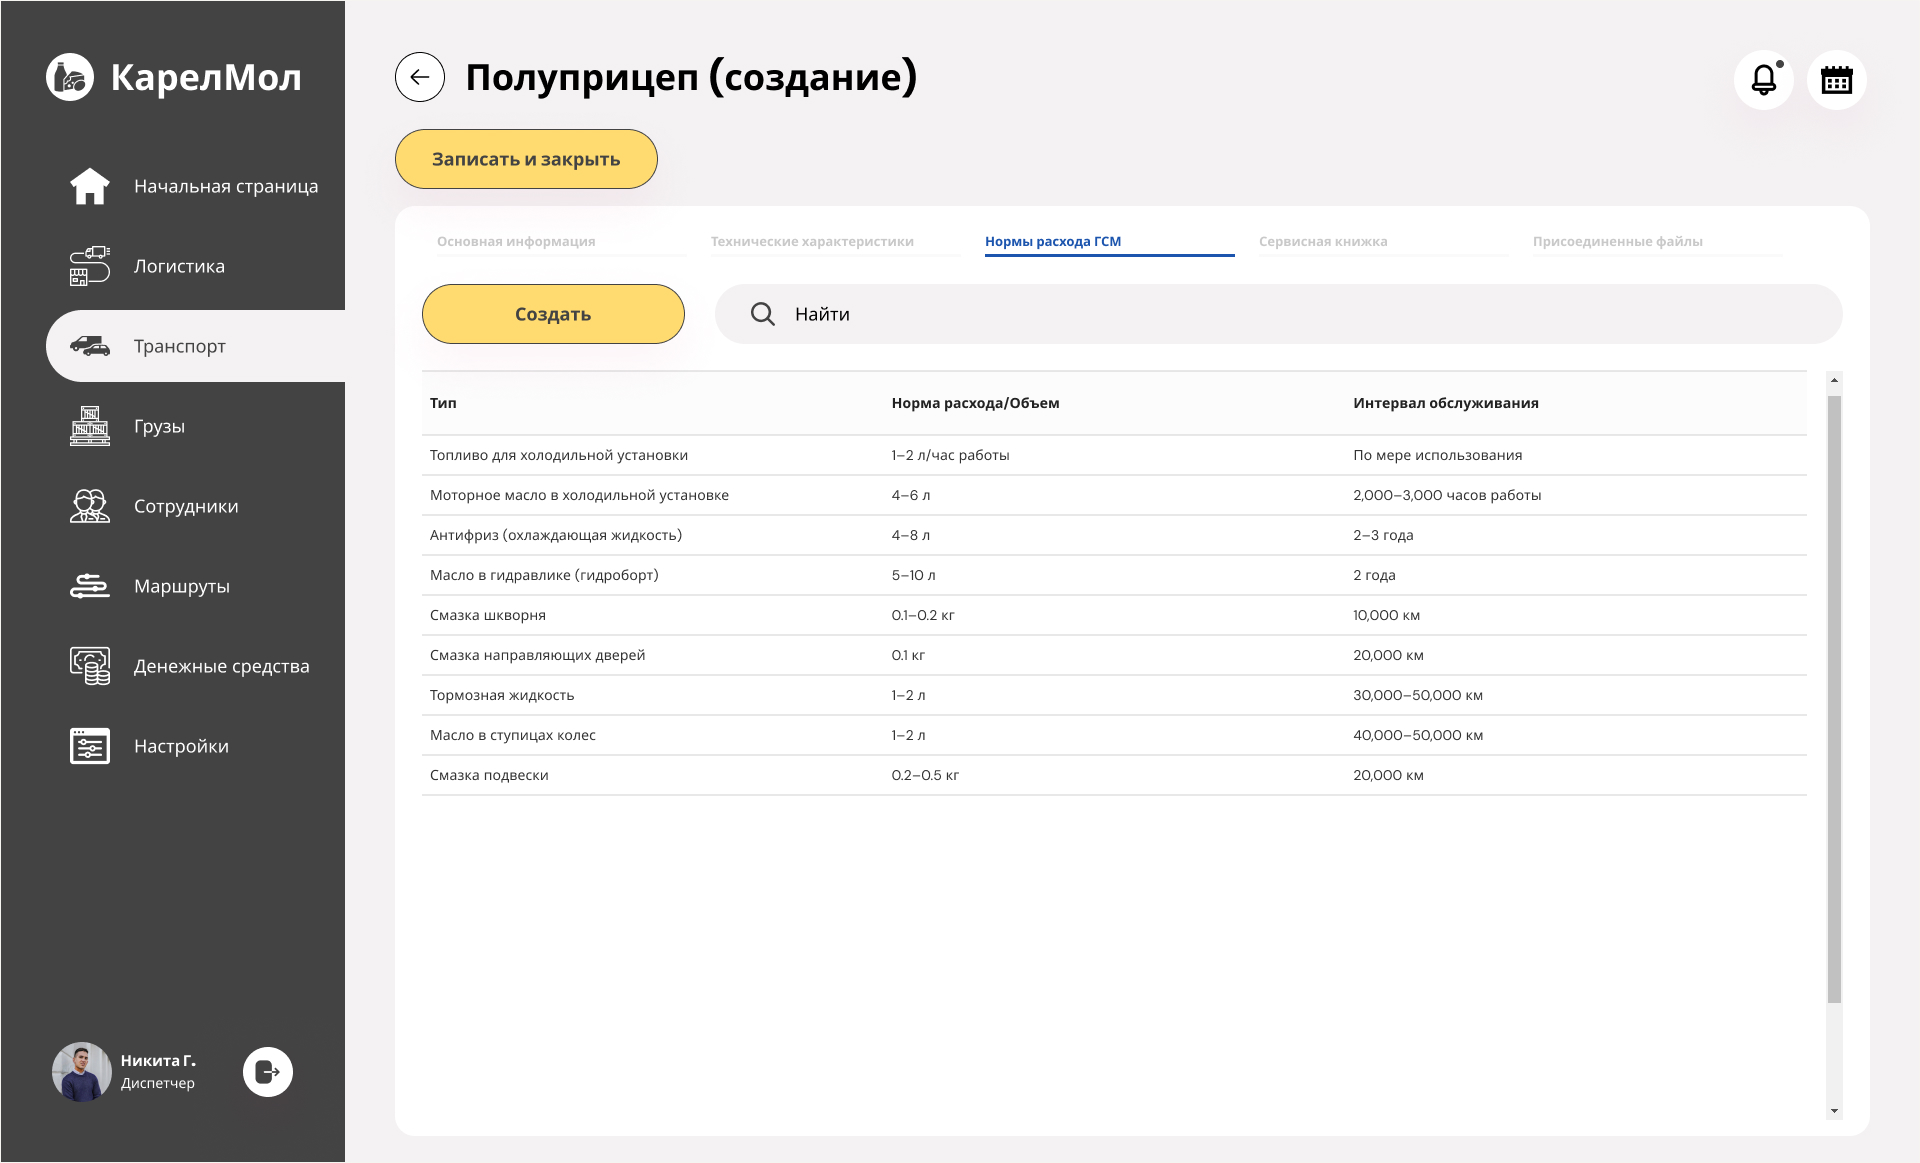 КарелМол
Начальная страница
Логистика
Транспорт
Грузы
Сотрудники
Маршруты
Денежные средства
Настройки
Никита Г.
Диспетчер
Полуприцеп (создание)
Записать и закрыть
Основная информация Технические характеристики Нормы расхода ГСМ Сервисная книжка Присоединенные файлы
Создать Найти
Тип Норма расхода/Объем Интервал обслуживания
Топливо для холодильной установки 1–2 л/час работы По мере использования
Моторное масло в холодильной установке 4–6 л 2,000–3,000 часов работы
Антифриз (охлаждающая жидкость) 4–8 л 2–3 года
Масло в гидравлике (гидроборт) 5–10 л 2 года
Смазка шкворня 0.1–0.2 кг 10,000 км
Смазка направляющих дверей 0.1 кг 20,000 км
Тормозная жидкость 1–2 л 30,000–50,000 км
Масло в ступицах колес 1–2 л 40,000–50,000 км
Смазка подвески 0.2–0.5 кг 20,000 км